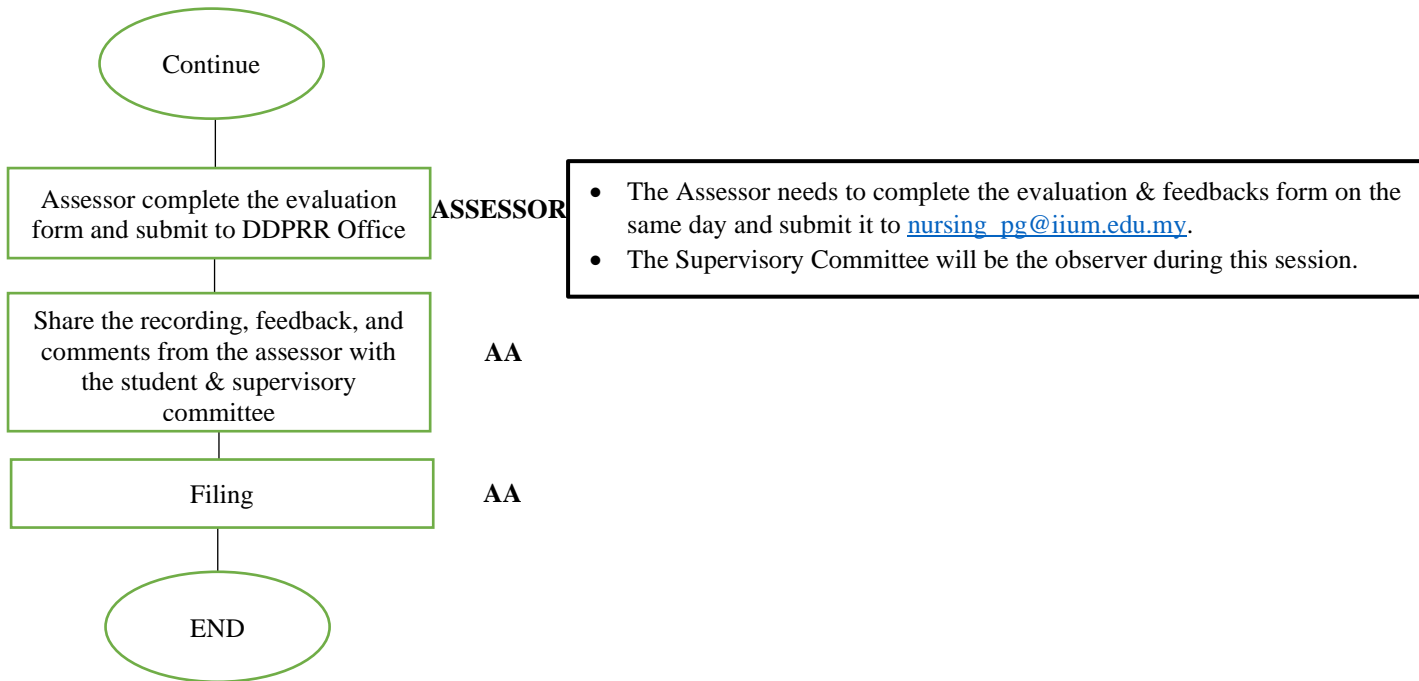 Continue
Assessor complete the evaluation
form and submit to DDPRR Office
ASSESSOR
• The Assessor needs to complete the evaluation & feedbacks form on the
same day and submit it to nursing_pg@iium.edu.my.
• The Supervisory Committee will be the observer during this session.
Share the recording, feedback, and
comments from the assessor with
the student & supervisory
committee
AA
Filing
AA
END